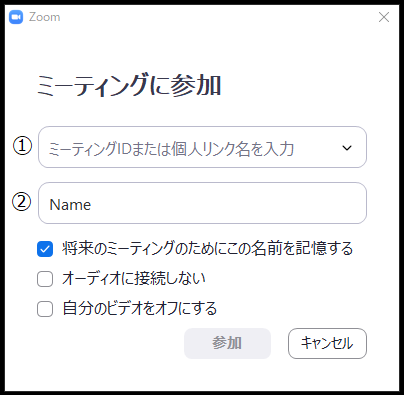 Zoom
ミーティングに参加
① ミーティングIDまたは個人リンク名を入力
② Name
将来のミーティングのためにこの名前を記憶する
オーディオに接続しない
自分のビデオをオフにする
参加 キャンセル